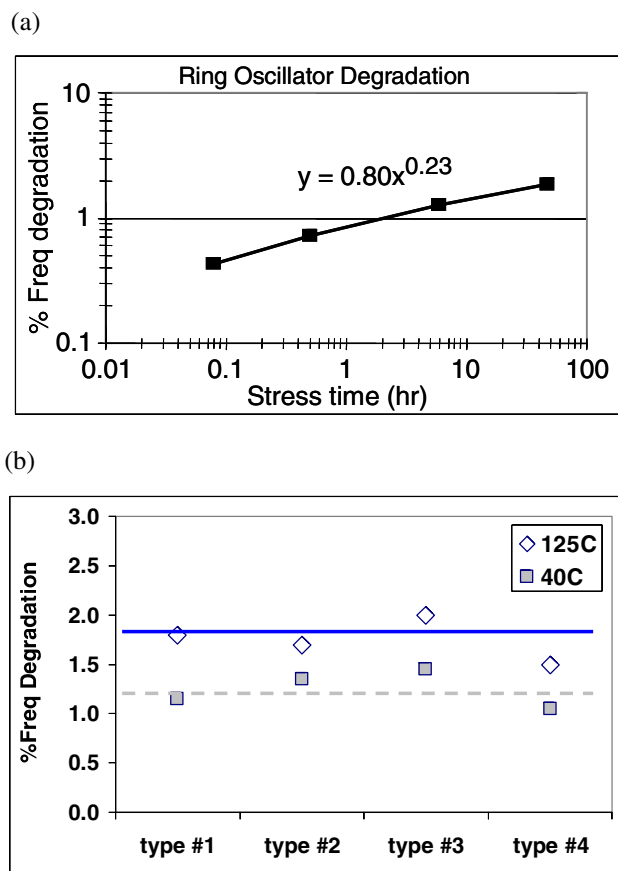 (a)
Ring Oscillator Degradation
10
1
0.1
% Freq degradation
y = 0.80x^0.23
0.01 0.1 1 10 100
Stress time (hr)
(b)
3.0
2.5
2.0
1.5
1.0
0.5
0.0
%Freq Degradation
125C
40C
type #1 type #2 type #3 type #4